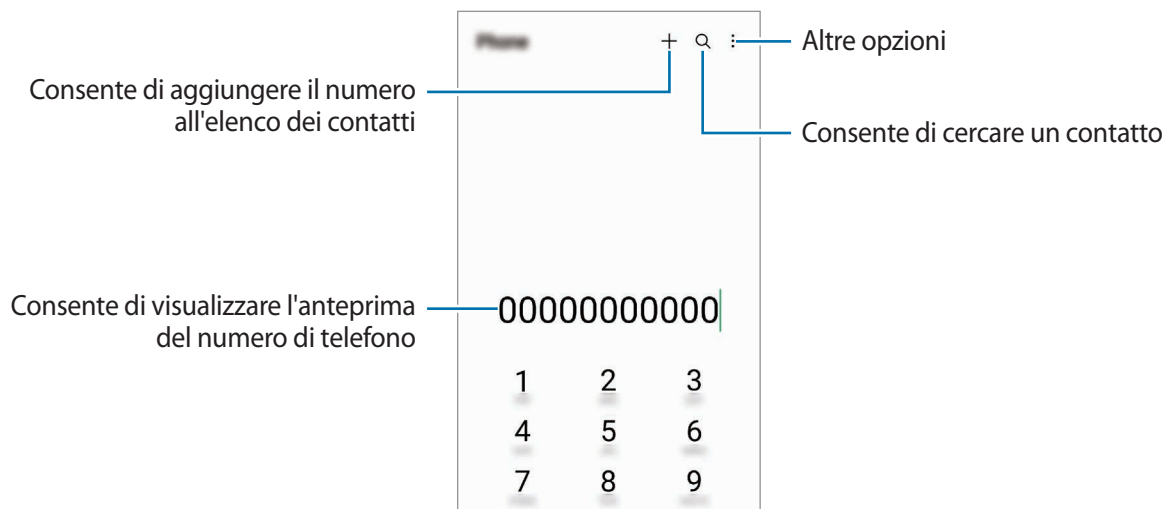 Phone
Altre opzioni
Consente di aggiungere il numero
all'elenco dei contatti
Consente di cercare un contatto
Consente di visualizzare l'anteprima
del numero di telefono
00000000000
1 2 3
4 5 6
7 8 9